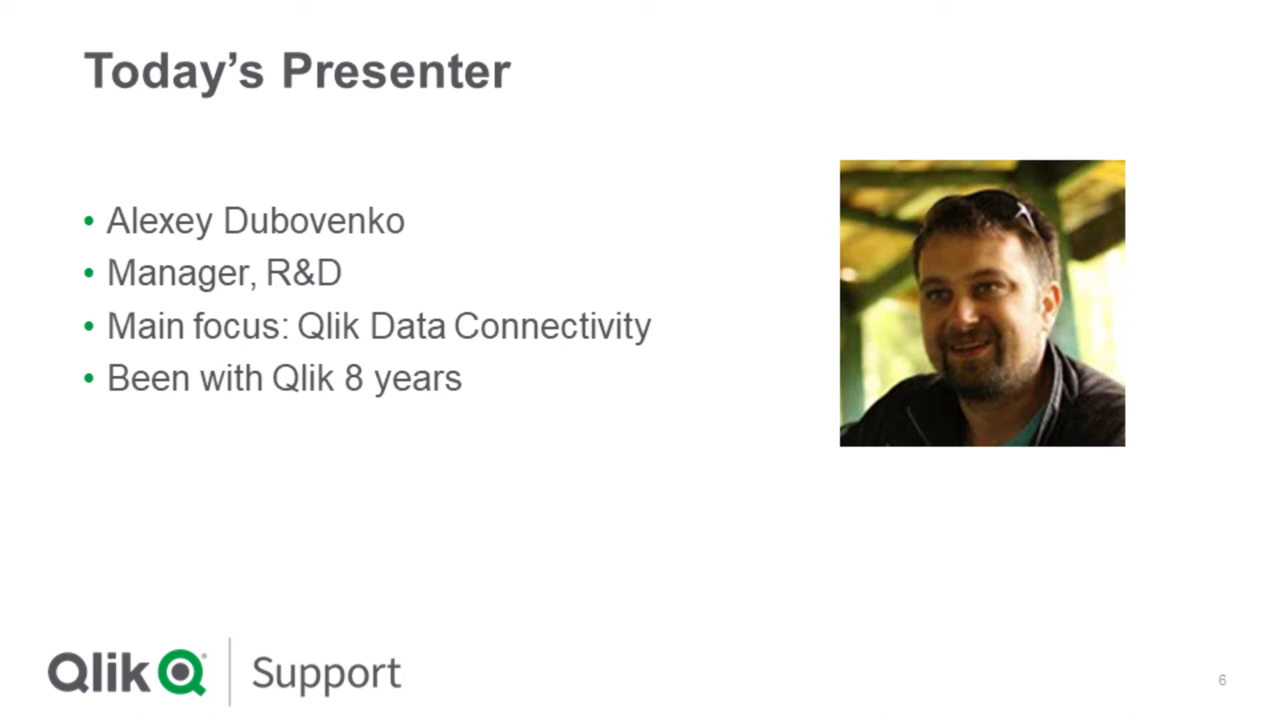 Today’s Presenter
• Alexey Dubovenko
• Manager, R&D
• Main focus: Qlik Data Connectivity
• Been with Qlik 8 years
Qlik Support
6